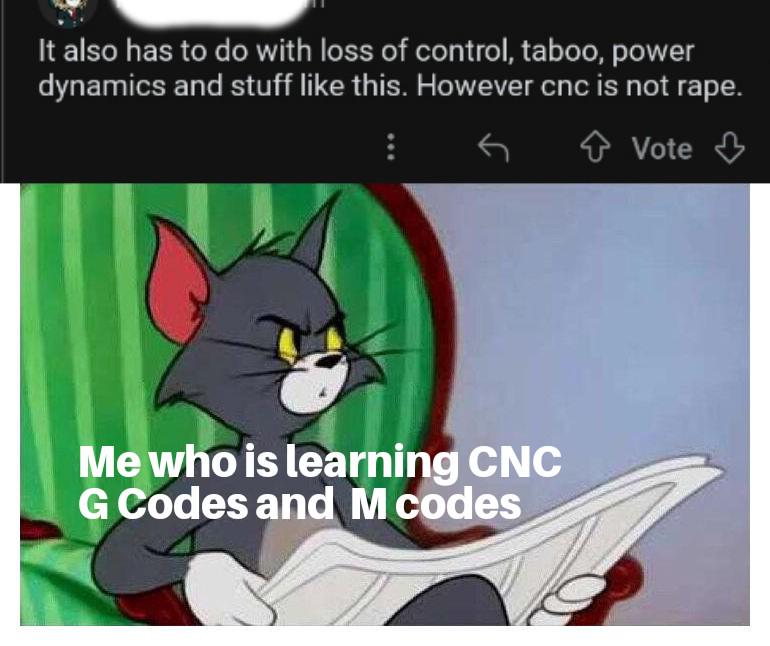 It also has to do with loss of control, taboo, power
dynamics and stuff like this. However cnc is not rape.
Vote
Me who is learning CNC
G Codes and M codes